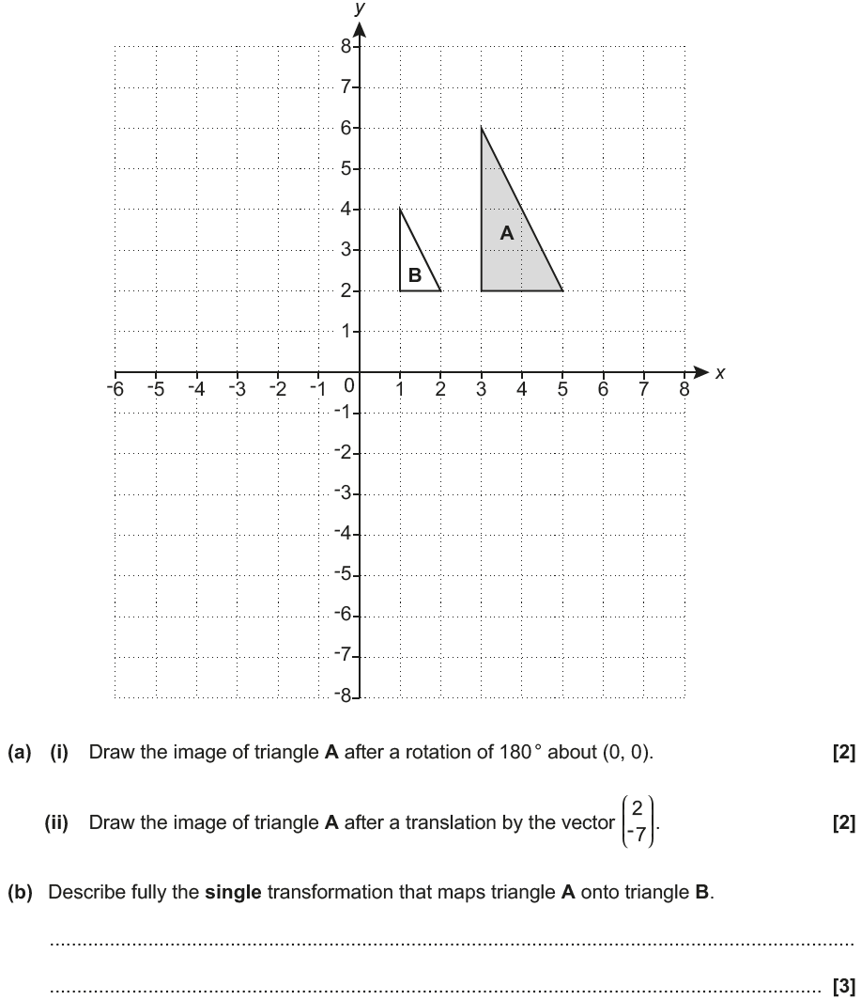 y
8
7
6
5
4
A
3
B
2
1
x
-6 -5 -4 -3 -2 -1 0 1 2 3 4 5 6 7 8
-1
-2
-3
-4
-5
-6
-7
-8
(a) (i) Draw the image of triangle A after a rotation of 180° about (0, 0). [2]
(ii) Draw the image of triangle A after a translation by the vector (2 -7). [2]
(b) Describe fully the single transformation that maps triangle A onto triangle B.
[3]